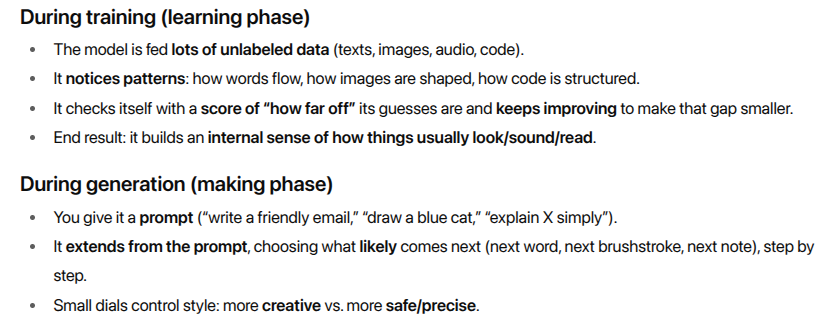 During training (learning phase)
• The model is fed lots of unlabeled data (texts, images, audio, code).
• It notices patterns: how words flow, how images are shaped, how code is structured.
• It checks itself with a score of “how far off” its guesses are and keeps improving to make that gap smaller.
• End result: it builds an internal sense of how things usually look/sound/read.
During generation (making phase)
• You give it a prompt (“write a friendly email,” “draw a blue cat,” “explain X simply”).
• It extends from the prompt, choosing what likely comes next (next word, next brushstroke, next note), step by
step.
• Small dials control style: more creative vs. more safe/precise.